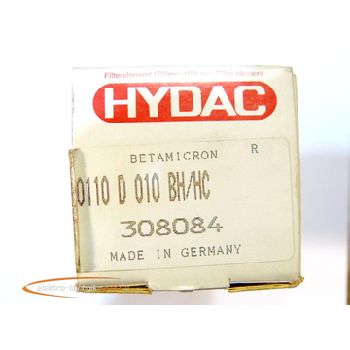 HYDAC
BETAMICRON R
0110 D 010 BH/HC
308084
MADE IN GERMANY